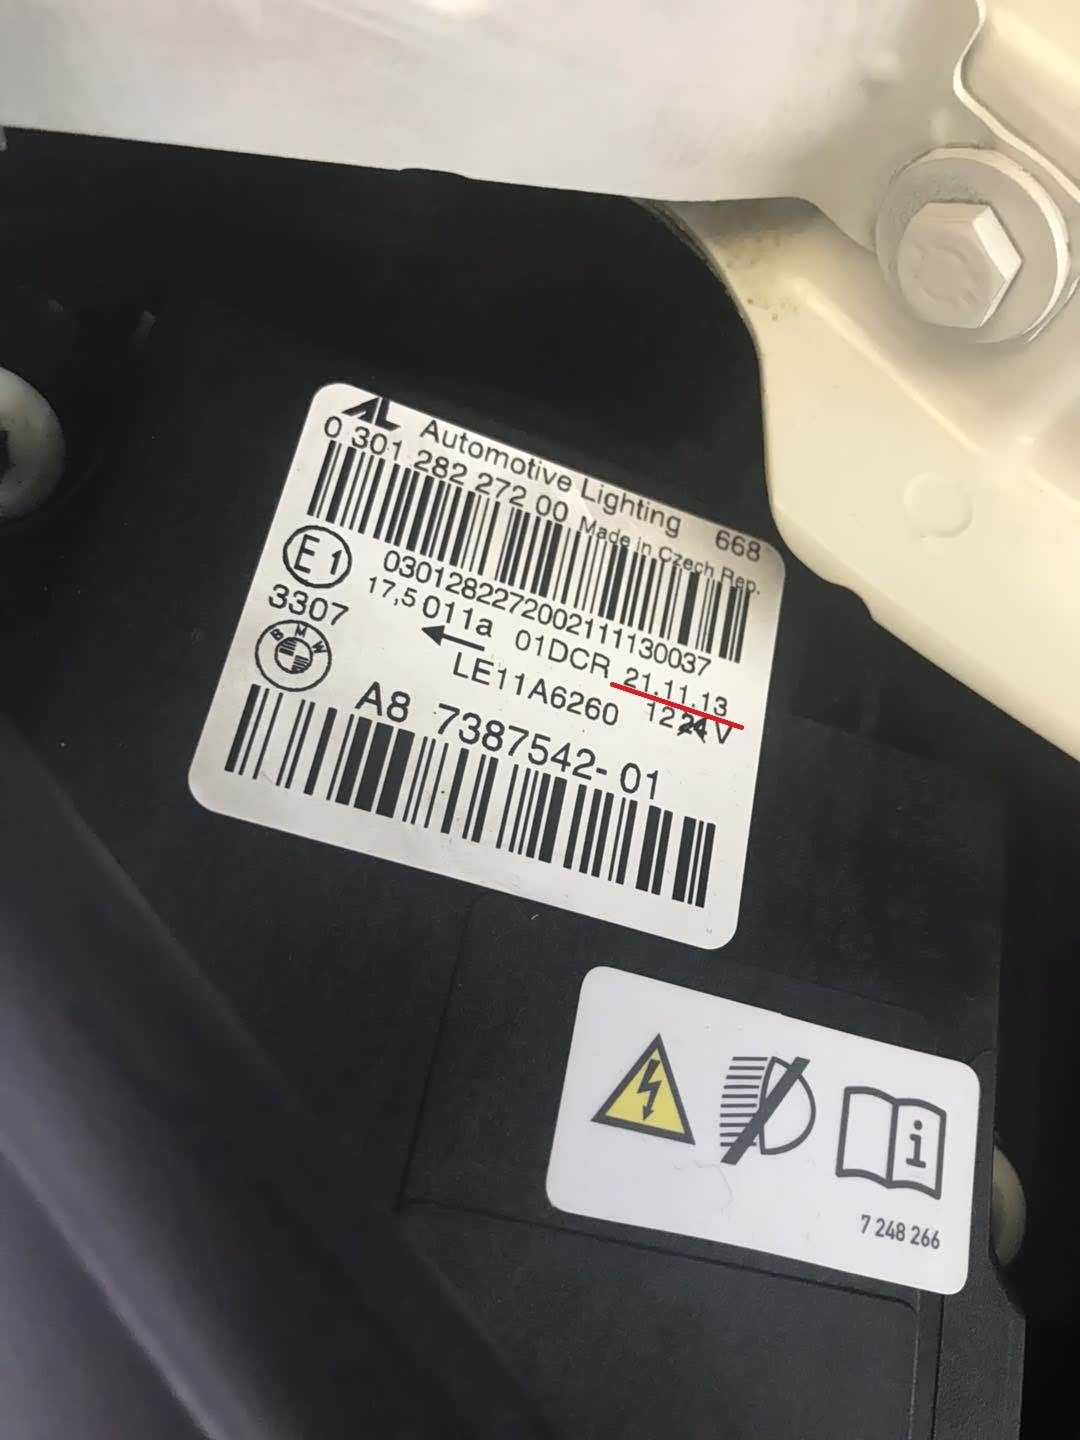 AL Automotive Lighting 668
0 301 282 272 00 Made in Czech Rep.
E1 0301282272002111130037
3307 17,5 011a 01DCR 21.11.13
BMW LE11A6260 12 24 V
A8 7387542-01
i
7 248 266